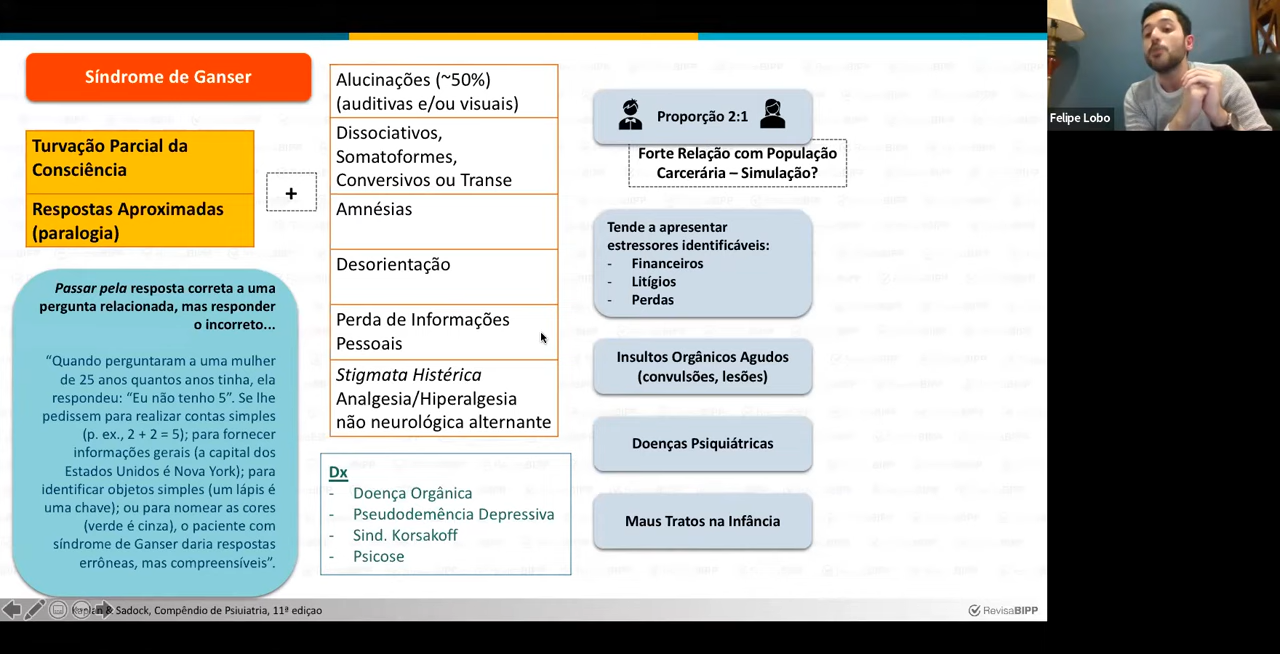 Síndrome de Ganser
Turvação Parcial da
Consciência
Respostas Aproximadas
(paralogia)
+
Passar pela resposta correta a uma
pergunta relacionada, mas responder
o incorreto...
“Quando perguntaram a uma mulher
de 25 anos quantos anos tinha, ela
respondeu: “Eu não tenho 5”. Se lhe
pedissem para realizar contas simples
(p. ex., 2 + 2 = 5); para fornecer
informações gerais (a capital dos
Estados Unidos é Nova York); para
identificar objetos simples (um lápis é
uma chave); ou para nomear as cores
(verde é cinza), o paciente com
síndrome de Ganser daria respostas
errôneas, mas compreensíveis”.
Alucinações (~50%)
(auditivas e/ou visuais)
Dissociativos,
Somatoformes,
Conversivos ou Transe
Amnésias
Desorientação
Perda de Informações
Pessoais
Stigmata Histérica
Analgesia/Hiperalgesia
não neurológica alternante
Dx
- Doença Orgânica
- Pseudodemência Depressiva
- Sind. Korsakoff
- Psicose
Proporção 2:1
Forte Relação com População
Carcerária – Simulação?
Tende a apresentar
estressores identificáveis:
- Financeiros
- Litígios
- Perdas
Insultos Orgânicos Agudos
(convulsões, lesões)
Doenças Psiquiátricas
Maus Tratos na Infância
Kaplan & Sadock, Compêndio de Psiuiatria, 11ª ediçao
RevisaBIPP
Felipe Lobo